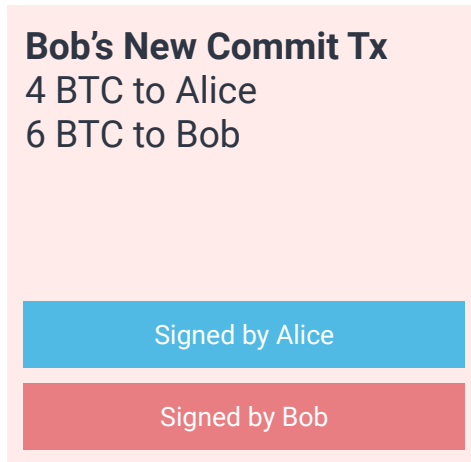 Bob’s New Commit Tx
4 BTC to Alice
6 BTC to Bob
Signed by Alice
Signed by Bob